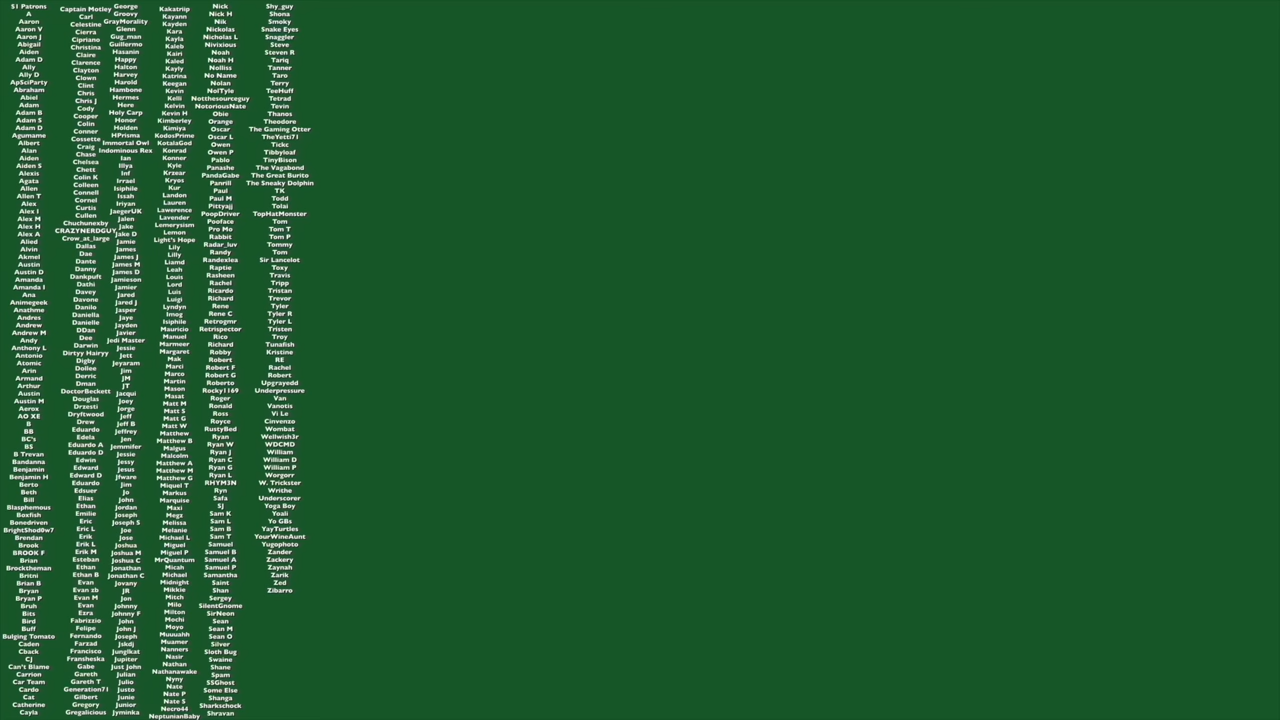 51 Patrons
A
Aaron
Aaron V
Aaron J
Abigail
Aiden
Adam D
Ally
Ally D
ApSciParty
Abraham
Abiel
Adam
Adam B
Adam S
Adam D
Agumame
Albert
Alan
Aiden
Aiden S
Alexis
Agata
Allen
Allen T
Alex
Alex I
Alex M
Alex H
Alex A
Alied
Alvin
Akmel
Austin
Austin D
Amanda
Amanda I
Ana
Animegeek
Anathme
Andres
Andrew
Andrew M
Andy
Anthony L
Antonio
Atomic
Arin
Armand
Arthur
Austin
Austin M
Aerox
AO XE
B
BB
BC's
BS
B Trevan
Bandanna
Benjamin
Benjamin H
Berto
Beth
Bill
Blasphemous
Boxfish
Bonedriven
BrightShod0w7
Brendan
Brook
BROOK F
Brian
Brocktheman
Britni
Brian B
Bryan
Bryan P
Bruh
Bits
Bird
Buff
Bulging Tomato
Caden
Cback
CJ
Can't Blame
Carrion
Car Team
Cardo
Cat
Catherine
Cayla
Captain Motley
Carl
Celestine
Cierra
Cipriano
Christina
Claire
Clarence
Clayton
Clown
Clint
Chris
Chris J
Cody
Cooper
Colin
Conner
Cossette
Craig
Chase
Chelsea
Chett
Colin K
Colleen
Connell
Cornel
Curtis
Cullen
Chuchunexby
CRAZYNERDGUY
Crow_at_large
Dallas
Dae
Dante
Danny
Dankpuft
Dathi
Davey
Davone
Danilo
Daniella
Danielle
DDan
Dee
Darwin
Dirtyy Hairyy
Digby
Dollee
Derric
Dman
DoctorBeckett
Douglas
Drzesti
Dryftwood
Drew
Eduardo
Edela
Eduardo A
Eduardo D
Edwin
Edward
Edward D
Eduardo
Edsuer
Elias
Ethan
Emilie
Eric
Eric L
Erik
Erik L
Erik M
Esteban
Ethan
Ethan B
Evan
Evan zb
Evan M
Evan
Ezra
Fabrizzio
Felipe
Fernando
Farzad
Francisco
Fransheska
Gabe
Gareth
Gareth T
Generation71
Gilbert
Gregory
Gregalicious
George
Groovy
GrayMorality
Glenn
Gug_man
Guillermo
Hasanin
Happy
Halton
Harvey
Harold
Hambone
Hermes
Here
Holy Carp
Honor
Holden
HPrisma
Immortal Owl
Indominous Rex
Ian
Illya
Inf
Irrael
Isiphile
Issah
Iriyan
JaegerUK
Jalen
Jake
Jake D
Jamie
James
James J
James M
James D
Jamieson
Jamier
Jared
Jared J
Jasper
Jaye
Jayden
Javier
Jedi Master
Jessie
Jett
Jeyaram
Jim
JM
JT
Jacqui
Joey
Jorge
Jeff
Jeff B
Jeffrey
Jen
Jemmifer
Jessie
Jessy
Jesus
Jfware
Jim
Jo
John
Jordan
Joseph
Joseph S
Joe
Jose
Joshua
Joshua M
Joshua C
Jonathan
Jonathan C
Jovany
JR
Jon
Johnny
Johnny F
John J
Joseph
Jskdj
Junglkat
Jupiter
Just John
Julian
Julio
Justo
Junie
Junior
Jyminka
Kakatriip
Kayann
Kayden
Kara
Kayla
Kaleb
Kairi
Kaled
Kayly
Katrina
Keegan
Kevin
Kelli
Kelvin
Kevin H
Kimberley
Kimiya
KodosPrime
KotalaGod
Konrad
Konner
Kyle
Krzear
Kryos
Kur
Landon
Lauren
Lawerence
Lavender
Lemerysism
Lemon
Light's Hope
Lily
Lilly
Liamd
Leah
Louis
Lord
Luis
Luigi
Lyndyn
Imog
Isiphile
Mauricio
Manuel
Marmeer
Margaret
Mak
Marci
Marco
Martin
Mason
Masat
Matt M
Matt S
Matt G
Matt W
Matthew
Matthew B
Malgus
Malcolm
Matthew A
Matthew M
Matthew G
Miquel T
Markus
Marquise
Maxi
Megz
Melissa
Melanie
Michael L
Miguel
Miguel P
MrQuantum
Micah
Michael
Midnight
Mikkie
Mitch
Milo
Milton
Mochi
Moyo
Muuuahh
Muamer
Nanners
Nasir
Nathan
Nathanawake
Nyny
Nate
Nate P
Nate S
Necro44
NeptunianBaby
Nick
Nick H
Nik
Nickolas
Nicholas L
Nivixious
Noah
Noah H
Nolliss
No Name
Nolan
NolTyle
Notthesourceguy
NotoriousNate
Obie
Orange
Oscar
Oscar L
Owen
Owen P
Pablo
Panashe
PandaGabe
Panrill
Paul
Paul M
Pittyajj
PoopDriver
Pooface
Pro Mo
Rabbit
Radar_luv
Randy
Randexlea
Raptie
Rasheen
Rachel
Ricardo
Richard
Rene
Rene C
Retrogmr
Retrispector
Rico
Richard
Robby
Robert
Robert F
Robert G
Roberto
Rocky1169
Roger
Ronald
Ross
Royce
RustyBed
Ryan
Ryan W
Ryan J
Ryan C
Ryan G
Ryan L
RHYM3N
Ryn
Safa
SJ
Sam K
Sam L
Sam B
Sam T
Samuel
Samuel B
Samuel A
Samuel P
Samantha
Saint
Shan
Sergey
SilentGnome
SirNeon
Sean
Sean M
Sean O
Silver
Sloth Bug
Swaine
Shane
Spam
SSGhost
Some Else
Shanga
Sharkschock
Shravan
Shy_guy
Shona
Smoky
Snake Eyes
Snaggler
Steve
Steven R
Tariq
Tanner
Taro
Terry
TeeHuff
Tetrad
Tevin
Thanos
Theodore
The Gaming Otter
TheYetti71
Tickc
Tibbyloaf
TinyBison
The Vagabond
The Great Burito
The Sneaky Dolphin
TK
Todd
Tolai
TopHatMonster
Tom
Tom T
Tom P
Tommy
Tom
Sir Lancelot
Toxy
Travis
Tripp
Tristan
Trevor
Tyler
Tyler R
Tyler L
Tristen
Troy
Tunafish
Kristine
RE
Rachel
Robert
Upgrayedd
Underpressure
Van
Vanotis
Vi Le
Cinvenzo
Wombat
Wellwish3r
WDCMD
William
William D
William P
Worgorr
W. Trickster
Writhe
Underscorer
Yoga Boy
Yoali
Yo GBs
YayTurtles
YourWineAunt
Yugophoto
Zander
Zackery
Zaynah
Zarik
Zed
Zibarro